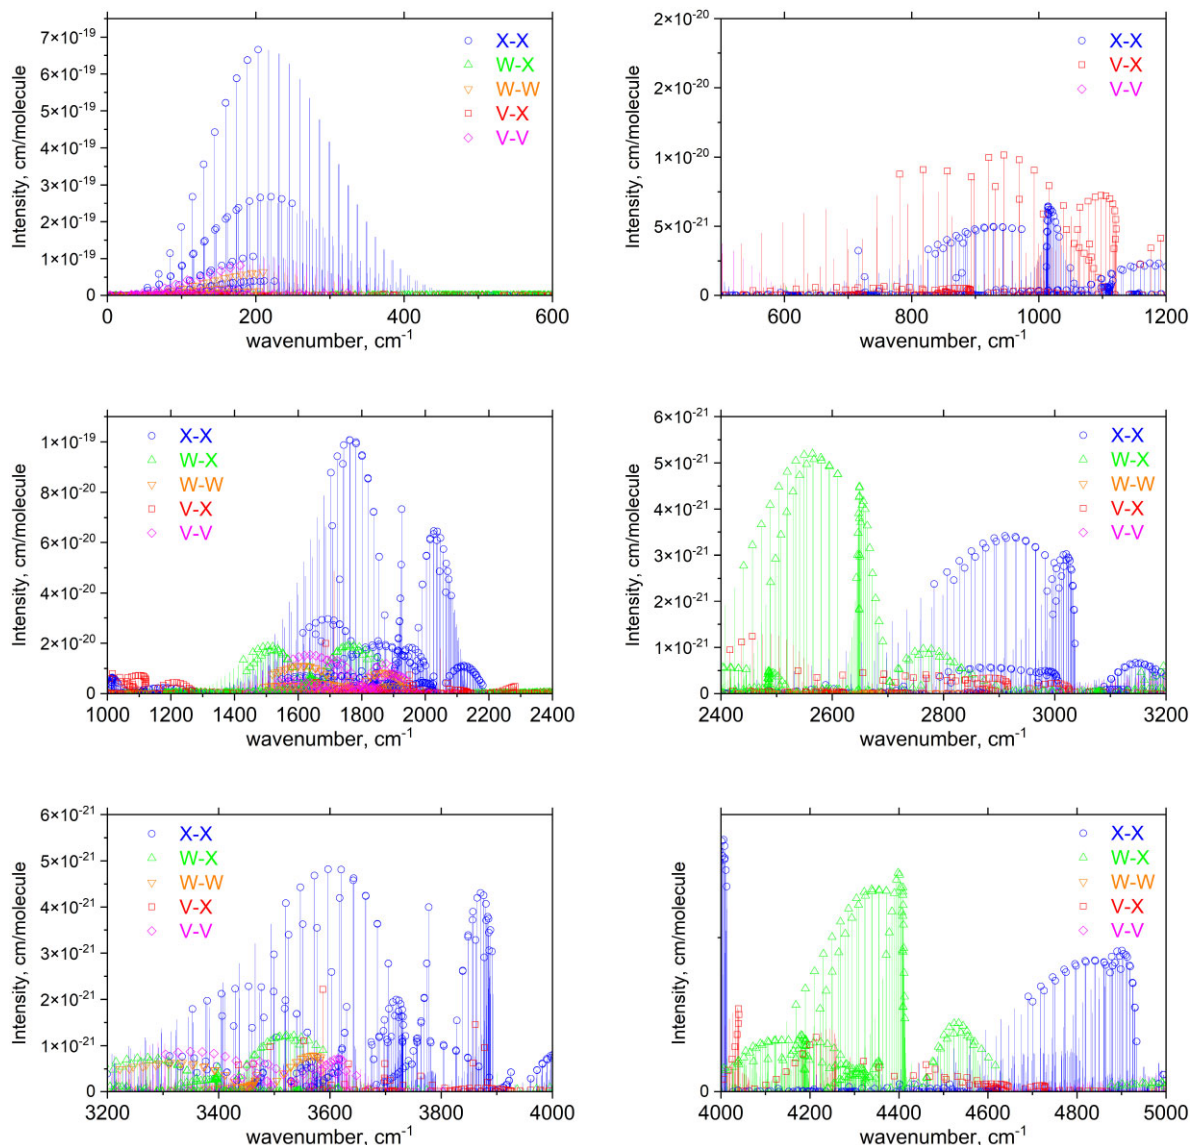 7×10⁻¹⁹
6×10⁻¹⁹
5×10⁻¹⁹
4×10⁻¹⁹
3×10⁻¹⁹
2×10⁻¹⁹
1×10⁻¹⁹
0
Intensity, cm/molecule
X-X
W-X
W-W
V-X
V-V
0 200 400 600
wavenumber, cm⁻¹
2×10⁻²⁰
2×10⁻²⁰
1×10⁻²⁰
5×10⁻²¹
0
Intensity, cm/molecule
X-X
V-X
V-V
600 800 1000 1200
wavenumber, cm⁻¹
1×10⁻¹⁹
8×10⁻²⁰
6×10⁻²⁰
4×10⁻²⁰
2×10⁻²⁰
0
Intensity, cm/molecule
X-X
W-X
W-W
V-X
V-V
1000 1200 1400 1600 1800 2000 2200 2400
wavenumber, cm⁻¹
6×10⁻²¹
5×10⁻²¹
4×10⁻²¹
3×10⁻²¹
2×10⁻²¹
1×10⁻²¹
0
Intensity, cm/molecule
X-X
W-X
W-W
V-X
V-V
2400 2600 2800 3000 3200
wavenumber, cm⁻¹
6×10⁻²¹
5×10⁻²¹
4×10⁻²¹
3×10⁻²¹
2×10⁻²¹
1×10⁻²¹
0
Intensity, cm/molecule
X-X
W-X
W-W
V-X
V-V
3200 3400 3600 3800 4000
wavenumber, cm⁻¹
0
Intensity, cm/molecule
X-X
W-X
W-W
V-X
V-V
4000 4200 4400 4600 4800 5000
wavenumber, cm⁻¹